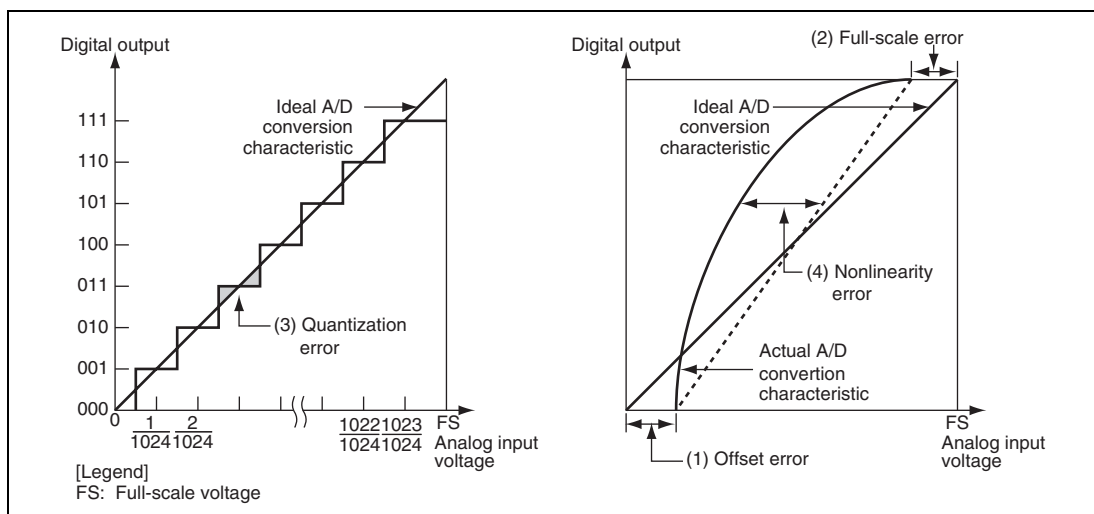 Digital output
Ideal A/D
conversion
characteristic
111
110
101
100
011
010
001
000
(3) Quantization
error
0
1
1024
2
1024
1022
1024
1023
1024
FS
Analog input
voltage
[Legend]
FS: Full-scale voltage
Digital output
(2) Full-scale error
Ideal A/D
conversion
characteristic
(4) Nonlinearity
error
Actual A/D
convertion
characteristic
FS
Analog input
voltage
(1) Offset error